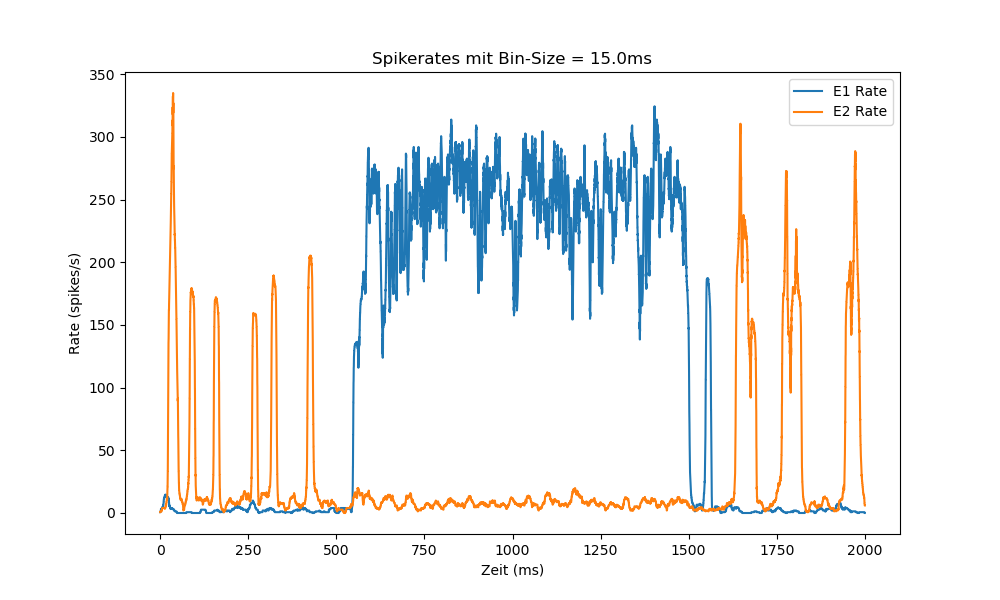 Spikerates mit Bin-Size = 15.0ms
E1 Rate
E2 Rate
Rate (spikes/s)
350
300
250
200
150
100
50
0
0 250 500 750 1000 1250 1500 1750 2000
Zeit (ms)